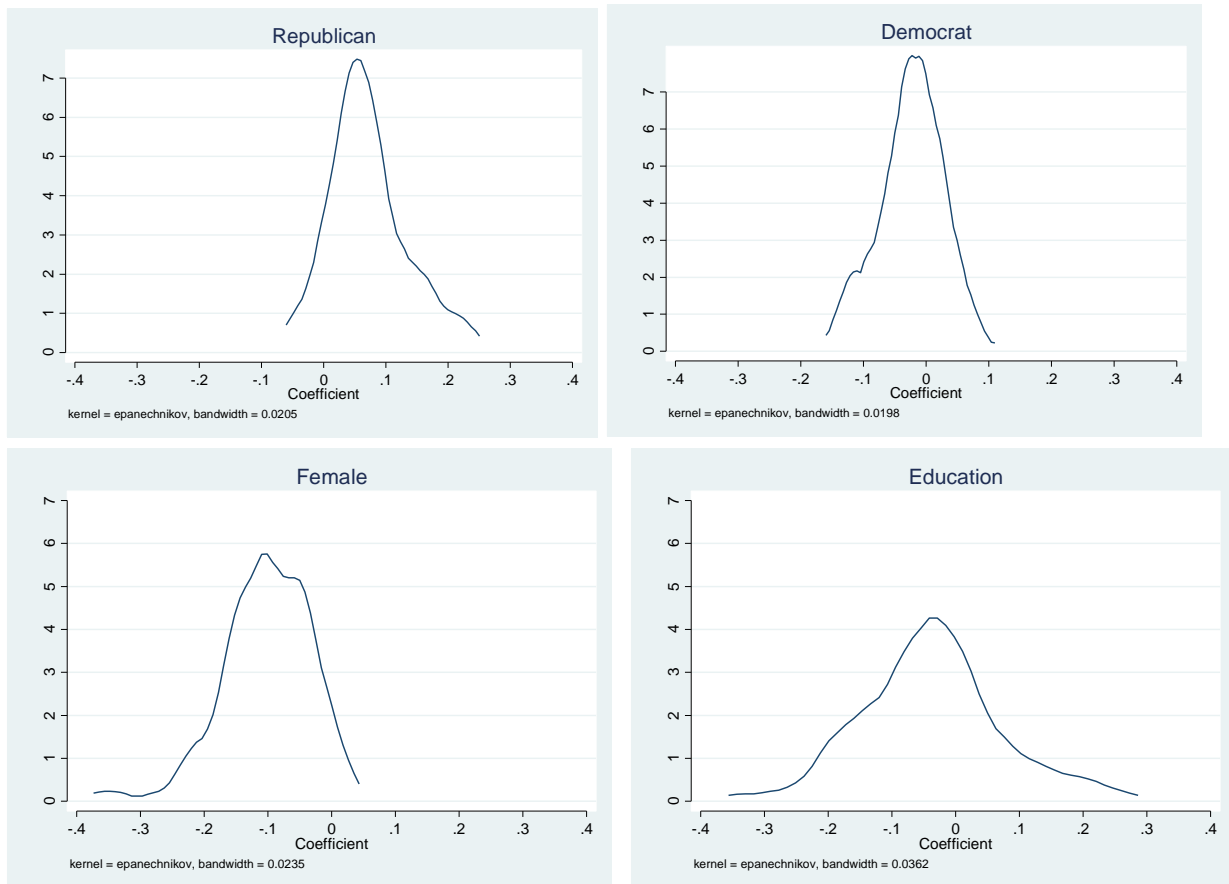 Republican
7
6
5
4
3
2
1
0
-.4 -.3 -.2 -.1 0 .1 .2 .3 .4
Coefficient
kernel = epanechnikov, bandwidth = 0.0205
Democrat
7
6
5
4
3
2
1
0
-.4 -.3 -.2 -.1 0 .1 .2 .3 .4
Coefficient
kernel = epanechnikov, bandwidth = 0.0198
Female
7
6
5
4
3
2
1
0
-.4 -.3 -.2 -.1 0 .1 .2 .3 .4
Coefficient
kernel = epanechnikov, bandwidth = 0.0235
Education
7
6
5
4
3
2
1
0
-.4 -.3 -.2 -.1 0 .1 .2 .3 .4
Coefficient
kernel = epanechnikov, bandwidth = 0.0362